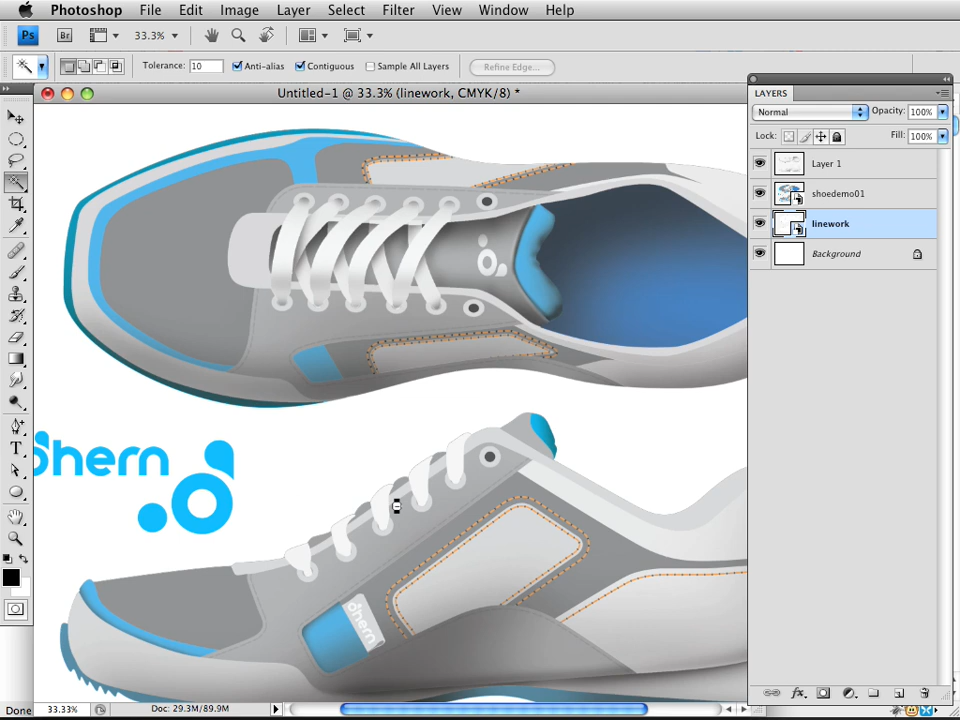 Photoshop File Edit Image Layer Select Filter View Window Help
Ps Br 33.3%
Tolerance: 10 Anti-alias Contiguous Sample All Layers Refine Edge...
Untitled-1 @ 33.3% (linework, CMYK/8) *
LAYERS
Normal Opacity: 100%
Lock: Fill: 100%
Layer 1
shoedemo01
linework
Background
T
hern
hern
33.33% Doc: 29.3M/89.9M
Done